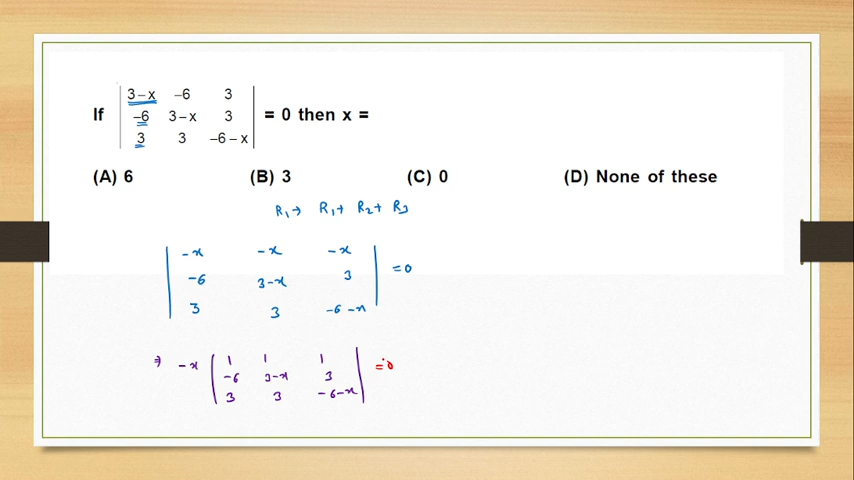 If | 3−x −6 3 |
| −6 3−x 3 | = 0 then x =
| 3 3 −6−x |
(A) 6 (B) 3 (C) 0 (D) None of these
R₁→ R₁+ R₂+ R₃
| −x −x −x |
| −6 3−x 3 | =0
| 3 3 −6−x |
⇒ −x | 1 1 1 | =0
| −6 3−x 3 |
| 3 3 −6−x |